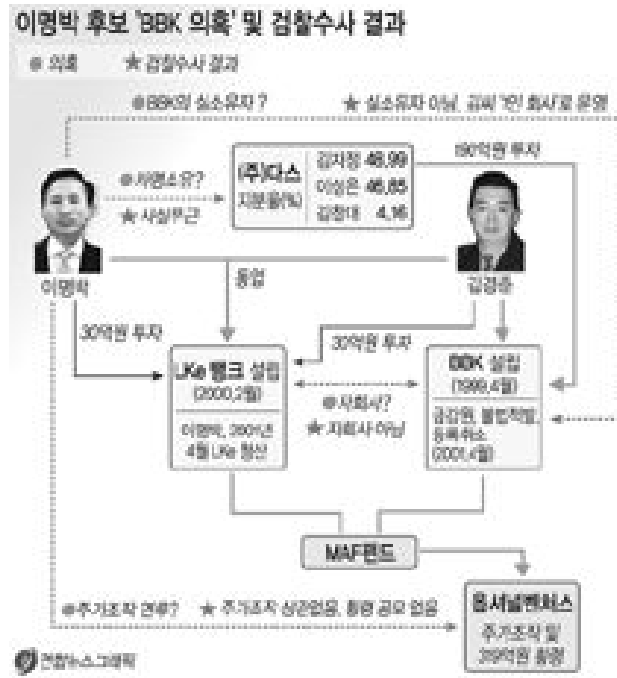 이명박 후보 'BBK 의혹' 및 검찰수사 결과
@ 의혹 ★ 검찰수사 결과
@BBK의 실소유자 ? ★ 실소유자 아님, 김씨 '1인 회사'로 운영
@차명소유?
★ 사실무근
(주)다스
지분율(%)
김재정 48.99
이상은 46.85
김창대 4.16
190억원 투자
이명박
동업
김경준
30억원 투자
30억원 투자
LKe 뱅크 설립
(2000.2월)
이명박, 2001년
4월 LKe 청산
@자회사?
★ 자회사 아님
BBK 설립
(1999.4월)
금감원, 불법적발,
등록취소
(2001.4월)
MAF펀드
@주가조작 연루? ★ 주가조작 상관없음, 횡령 공모 없음
옵셔널벤처스
주가조작 및
319억원 횡령
연합뉴스그래픽